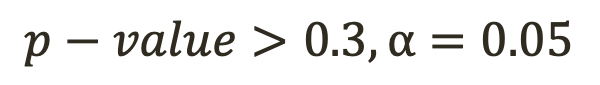 p − value > 0.3, α = 0.05